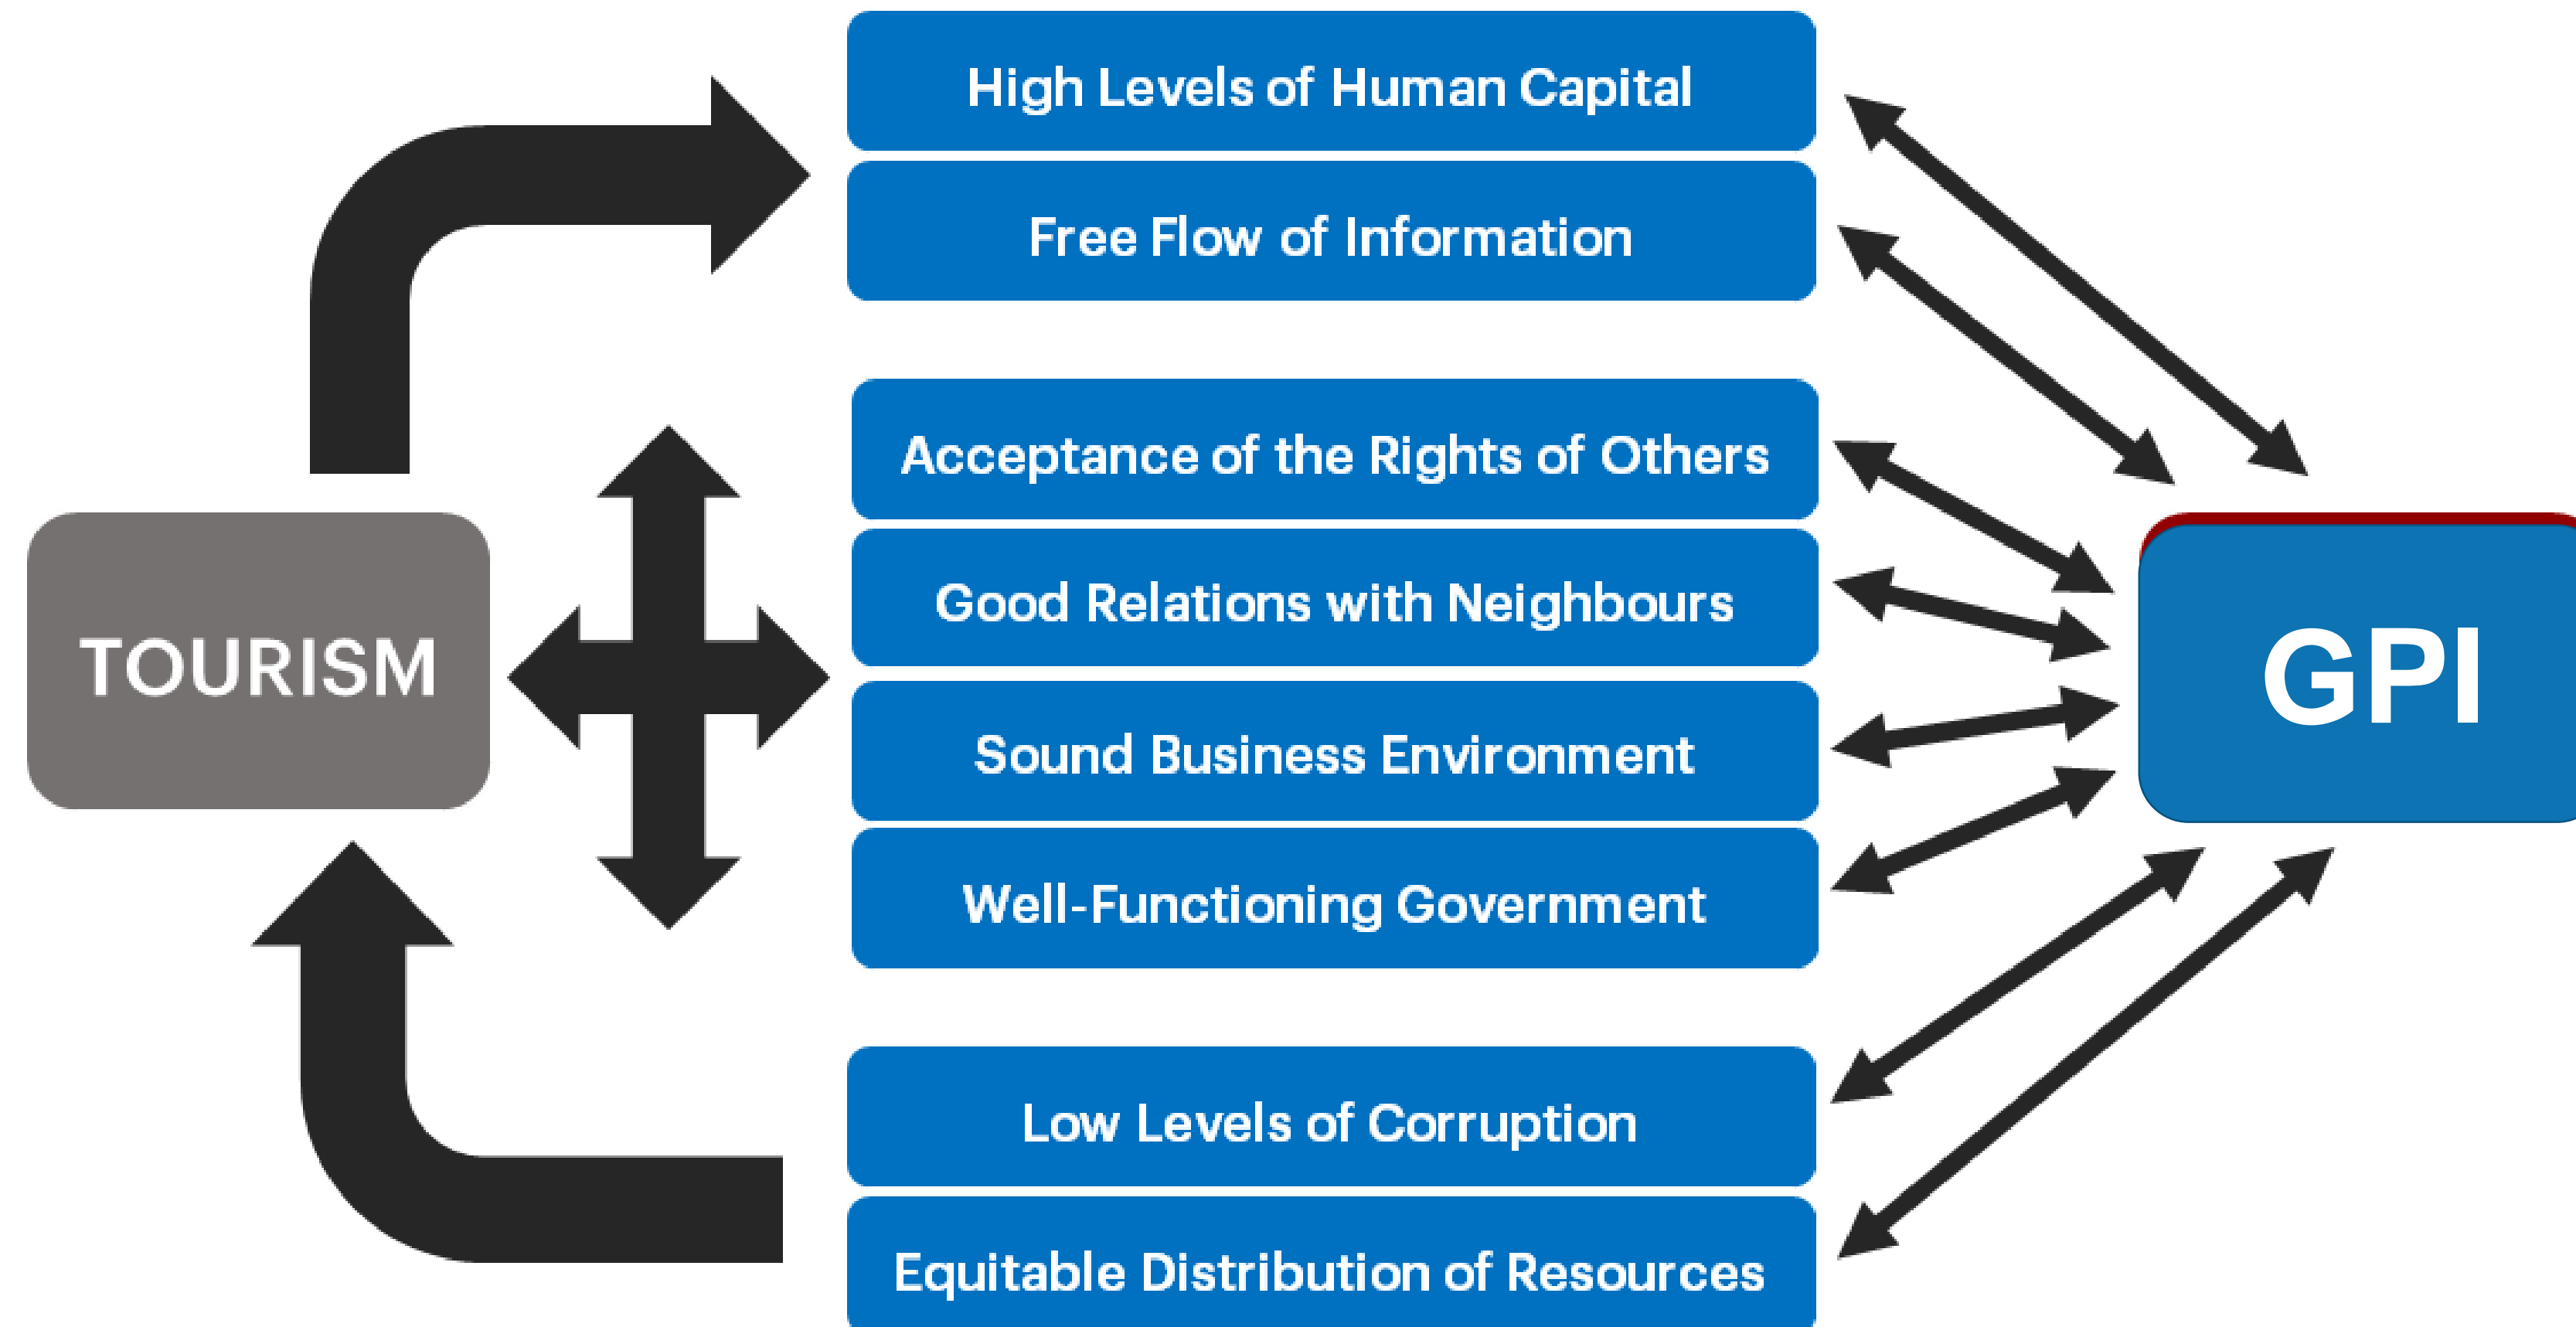 High Levels of Human Capital
Free Flow of Information
Acceptance of the Rights of Others
Good Relations with Neighbours
TOURISM
GPI
Sound Business Environment
Well-Functioning Government
Low Levels of Corruption
Equitable Distribution of Resources